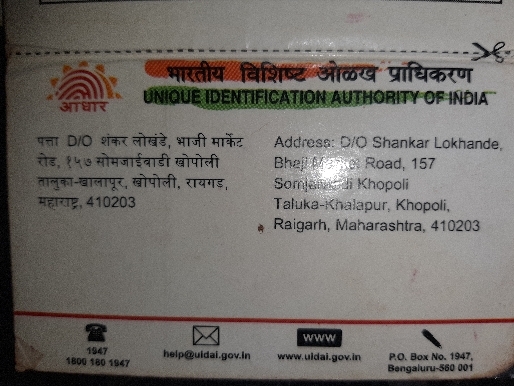 भारतीय विशिष्ट ओळख प्राधिकरण
UNIQUE IDENTIFICATION AUTHORITY OF INDIA
आधार
पत्ता D/O शंकर लोखंडे, भाजी मार्केट
रोड, १५७ सोमजाईवाडी खोपोली
तालुका-खालापूर, खोपोली, रायगड,
महाराष्ट्र, 410203
Address: D/O Shankar Lokhande,
Road, 157
Khopoli
Taluka-Khalapur, Khopoli,
Raigarh, Maharashtra, 410203
1947
1800 180 1947
help@uidai.gov.in
WWW
www.uidai.gov.in
P.O. Box No. 1947,
Bengaluru-560 001